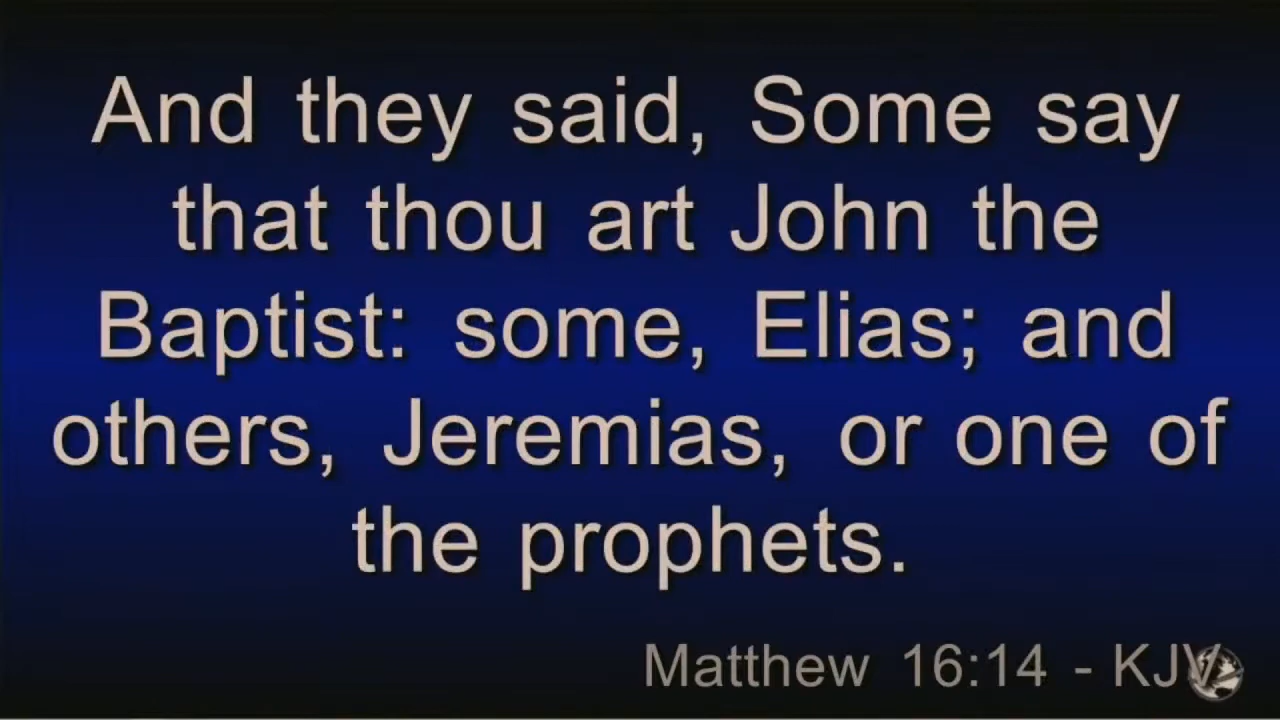 And they said, Some say
that thou art John the
Baptist: some, Elias; and
others, Jeremias, or one of
the prophets.
Matthew 16:14 - KJV